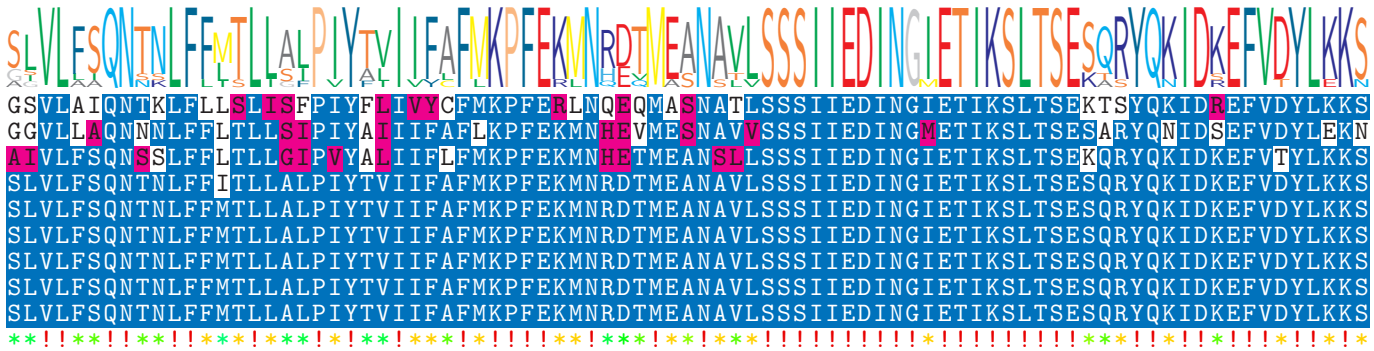 SLVLFSQNTNLFFMTLLALPIYTVIIFAFMKPFEKMNRDTMEANAVLSSSIIEDINGIETIKSLTSESQRYQKIDKEFVDYLKKS
GSVLAIQNTKLFLLSLISFPIYFLIVYCFMKPFERLNQEQMASNATLSSSIIEDINGIETIKSLTSEKTSYQKIDREFVDYLKKS
GGVLLAQNNNLFFLTLLSIPIYAIIIFAFLKPFEKMNHEVMESNAVVSSSIIEDINGMETIKSLTSESARYQNIDSEFVDYLEKN
AIVLFSQNSSLFFLTLLGIPVYALIIFLFMKPFEKMNHETMEANSLLSSSIIEDINGIETIKSLTSEKQRYQKIDKEFVTYLKKS
SLVLFSQNTNLFFITLLALPIYTVIIFAFMKPFEKMNRDTMEANAVLSSSIIEDINGIETIKSLTSESQRYQKIDKEFVDYLKKS
SLVLFSQNTNLFFMTLLALPIYTVIIFAFMKPFEKMNRDTMEANAVLSSSIIEDINGIETIKSLTSESQRYQKIDKEFVDYLKKS
SLVLFSQNTNLFFMTLLALPIYTVIIFAFMKPFEKMNRDTMEANAVLSSSIIEDINGIETIKSLTSESQRYQKIDKEFVDYLKKS
SLVLFSQNTNLFFMTLLALPIYTVIIFAFMKPFEKMNRDTMEANAVLSSSIIEDINGIETIKSLTSESQRYQKIDKEFVDYLKKS
SLVLFSQNTNLFFMTLLALPIYTVIIFAFMKPFEKMNRDTMEANAVLSSSIIEDINGIETIKSLTSESQRYQKIDKEFVDYLKKS
SLVLFSQNTNLFFMTLLALPIYTVIIFAFMKPFEKMNRDTMEANAVLSSSIIEDINGIETIKSLTSESQRYQKIDKEFVDYLKKS
**!!**!!**!!***!***!*!**!***!*!!!!**!***!**!***!!!!!!!!!!*!!!!!!!!!***!!*!!*!!!*!!*!*